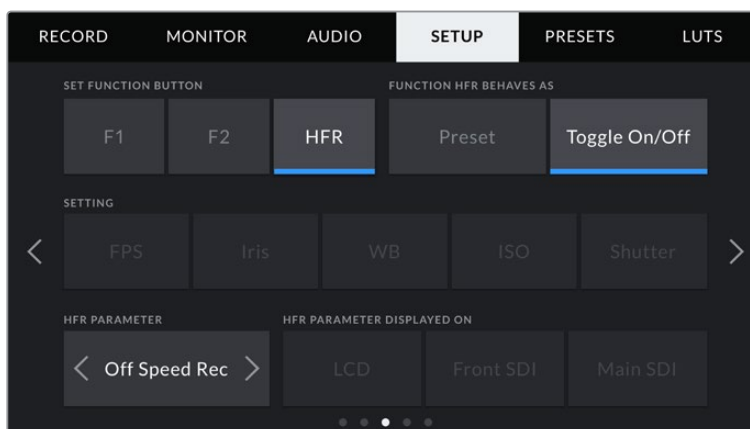 RECORD MONITOR AUDIO SETUP PRESETS LUTS
SET FUNCTION BUTTON FUNCTION HFR BEHAVES AS
F1 F2 HFR Preset Toggle On/Off
SETTING
FPS Iris WB ISO Shutter
HFR PARAMETER HFR PARAMETER DISPLAYED ON
Off Speed Rec LCD Front SDI Main SDI